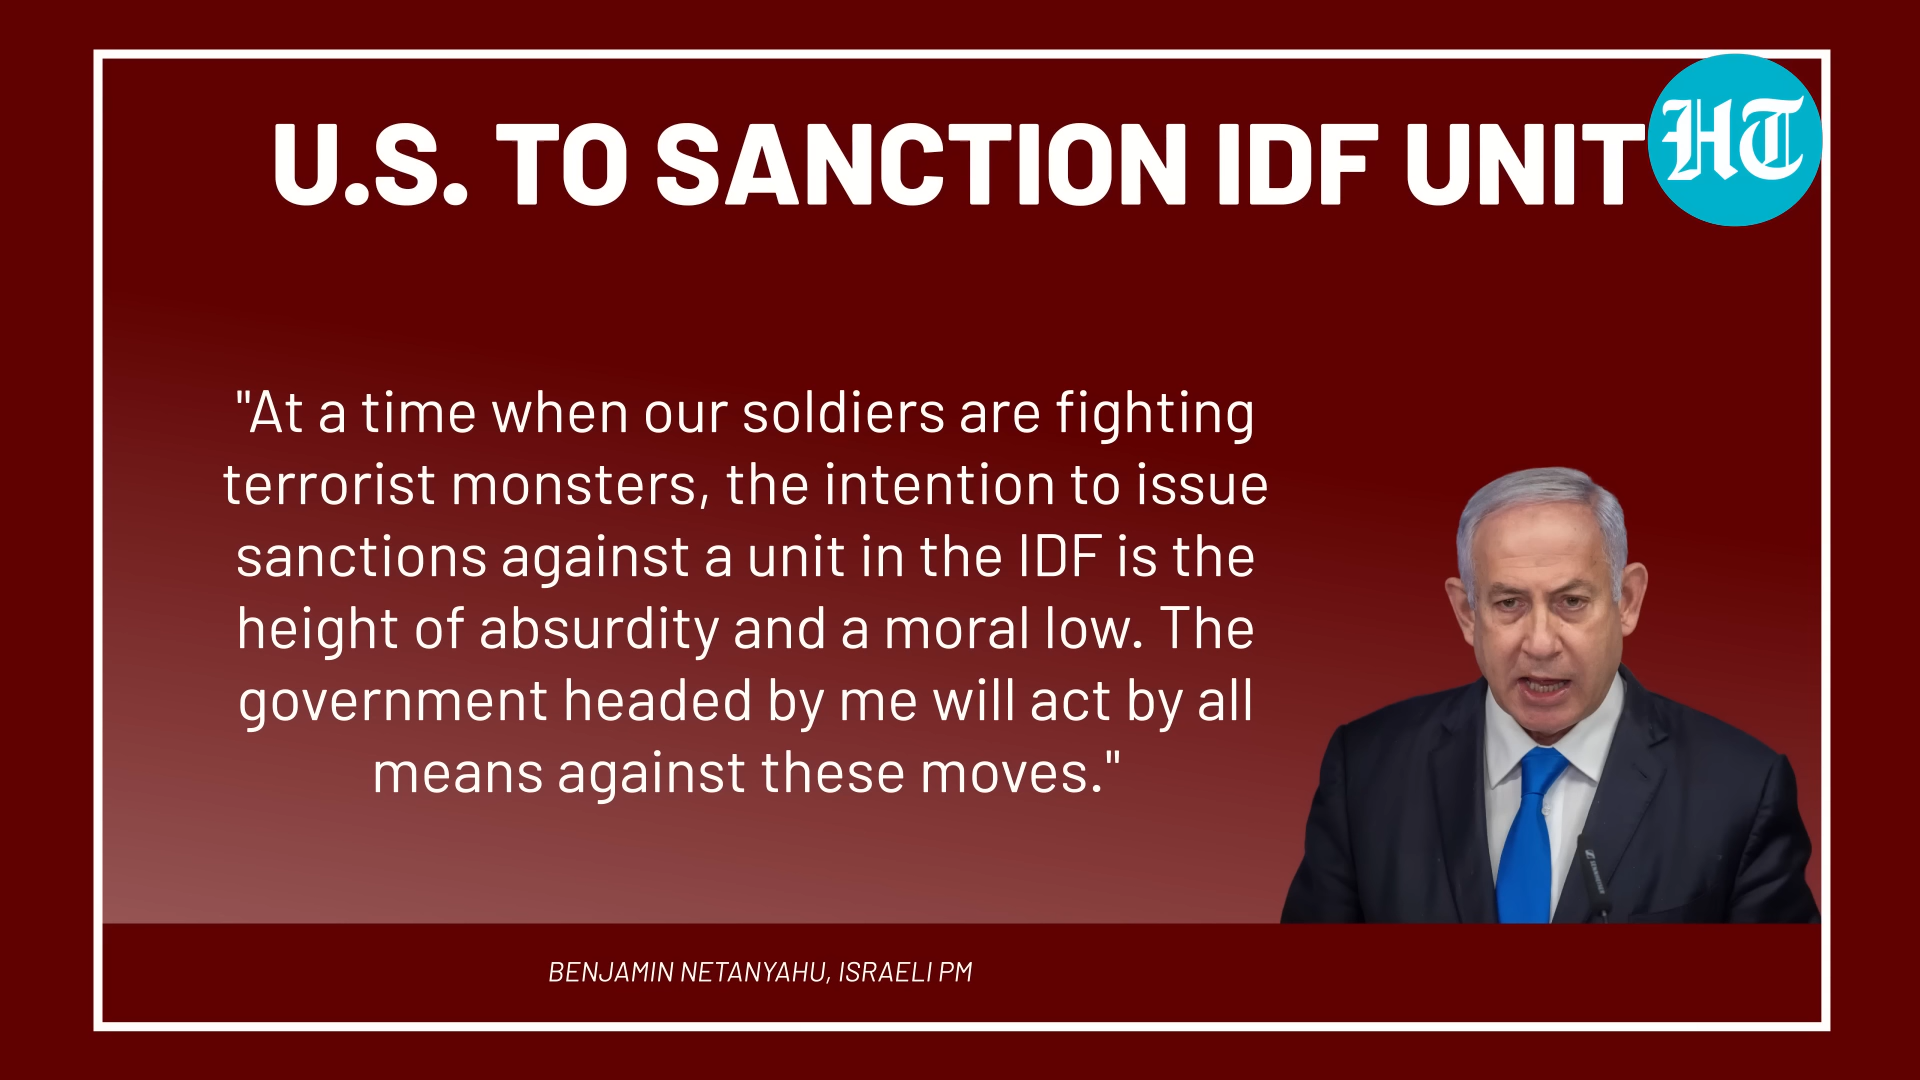 U.S. TO SANCTION IDF UNIT
HT
"At a time when our soldiers are fighting
terrorist monsters, the intention to issue
sanctions against a unit in the IDF is the
height of absurdity and a moral low. The
government headed by me will act by all
means against these moves."
BENJAMIN NETANYAHU, ISRAELI PM